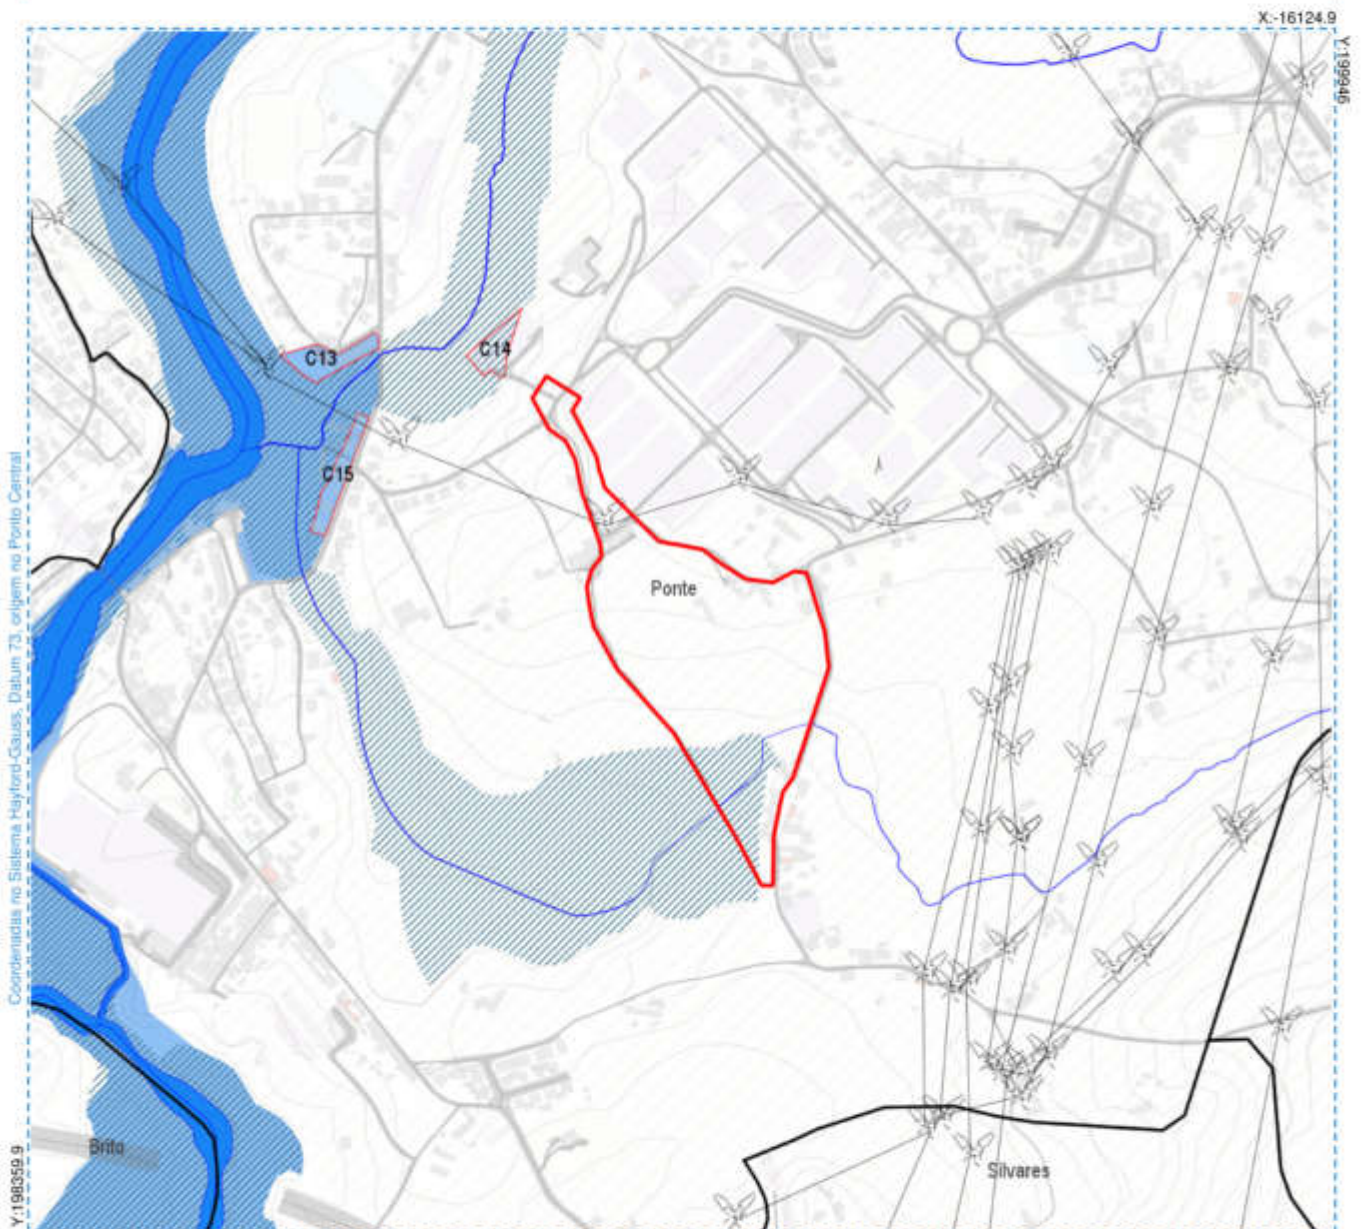 X:-16124.9
Y:199946
C13
C14
C15
Ponte
Coordenadas no Sistema Hayford-Gauss, Datum 73, origem no Ponto Central
Brito
Silvares
Y:198359.9